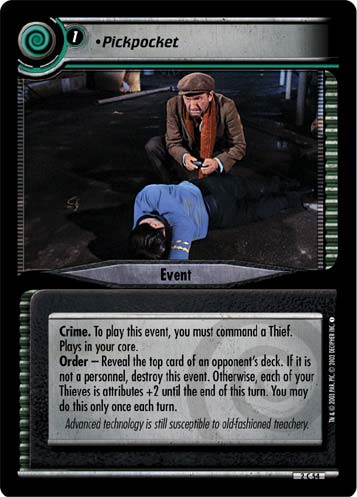 1
•Pickpocket
Event
Crime. To play this event, you must command a Thief.
Plays in your core.
Order – Reveal the top card of an opponent's deck. If it
is not a personnel, destroy this event. Otherwise, each of your
Thieves is attributes +2 until the end of this turn. You may
do this only once each turn.
Advanced technology is still susceptible to old-fashioned treachery.
2 C 54